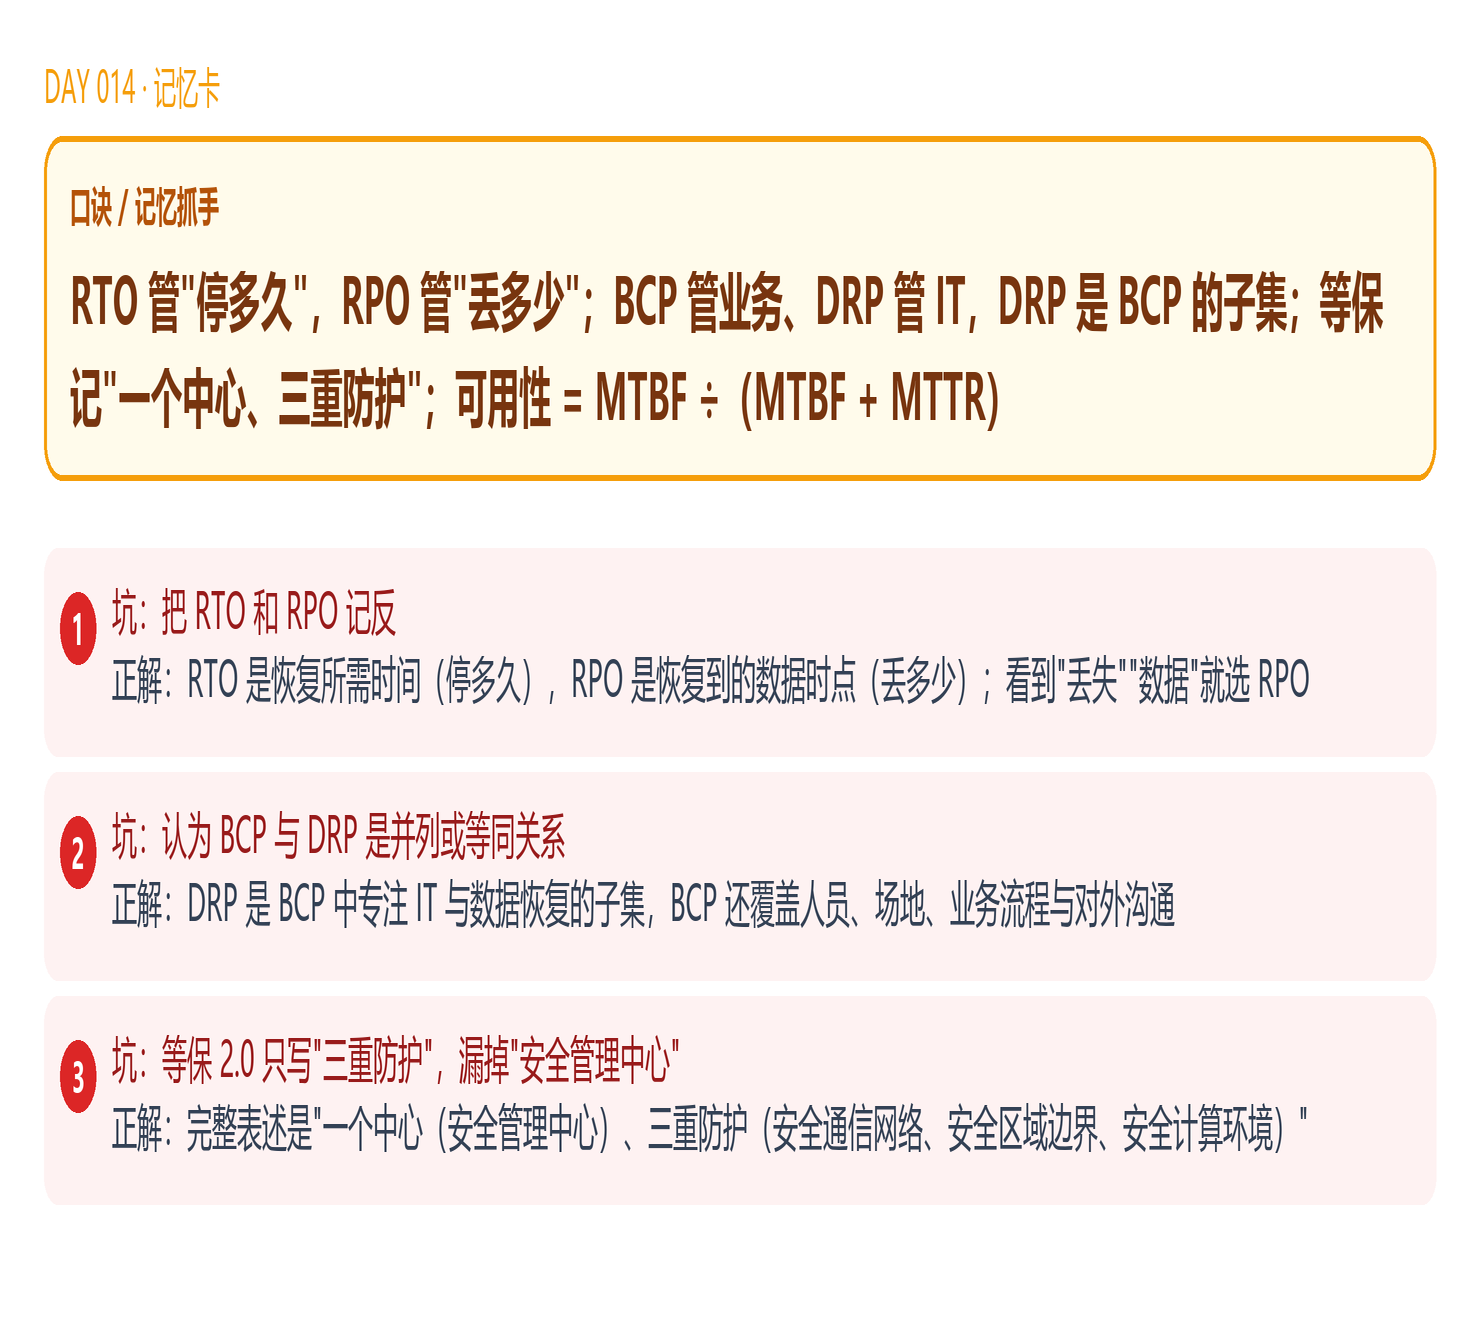 DAY 014 · 记忆卡
口诀 / 记忆抓手
RTO 管"停多久"，RPO 管"丢多少"；BCP 管业务、DRP 管 IT，DRP 是 BCP 的子集；等保
记"一个中心、三重防护"；可用性 = MTBF ÷（MTBF + MTTR）
1
坑：把 RTO 和 RPO 记反
正解：RTO 是恢复所需时间（停多久），RPO 是恢复到的数据时点（丢多少）；看到"丢失""数据"就选 RPO
2
坑：认为 BCP 与 DRP 是并列或等同关系
正解：DRP 是 BCP 中专注 IT 与数据恢复的子集，BCP 还覆盖人员、场地、业务流程与对外沟通
3
坑：等保 2.0 只写"三重防护"，漏掉"安全管理中心"
正解：完整表述是"一个中心（安全管理中心）、三重防护（安全通信网络、安全区域边界、安全计算环境）"